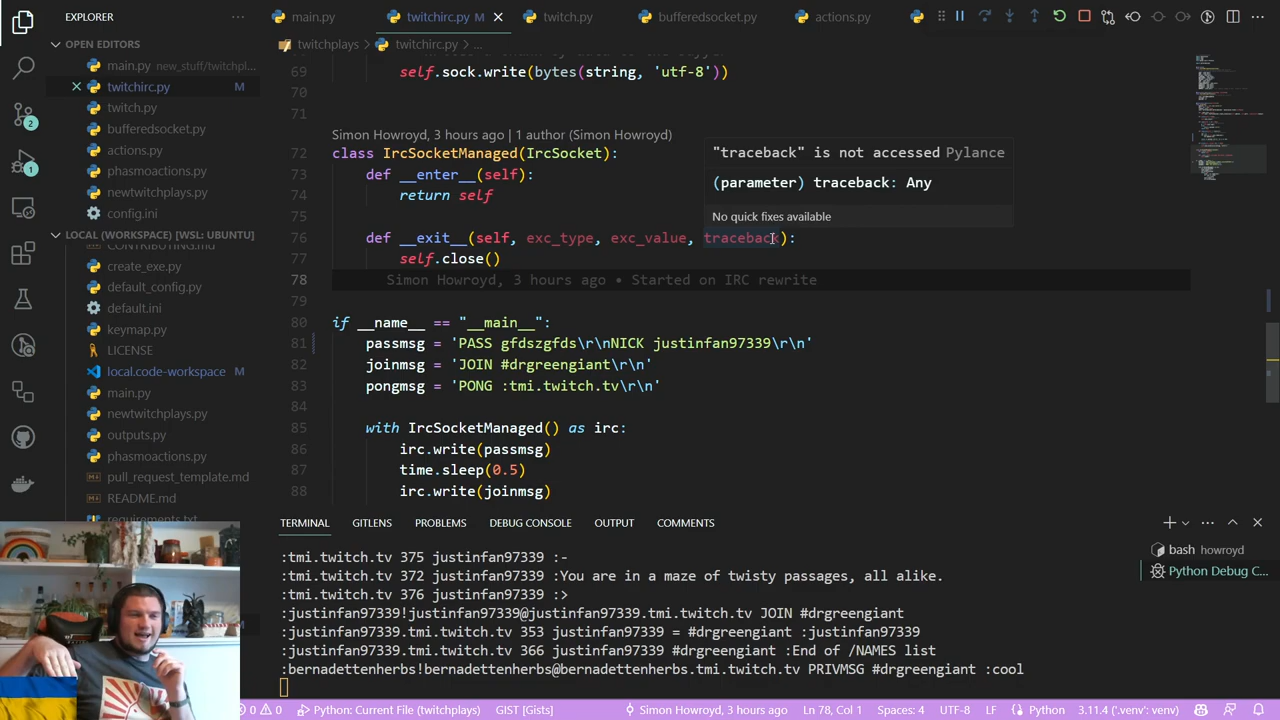 EXPLORER
OPEN EDITORS
main.py new_stuff/twitchpl...
twitchirc.py M
twitch.py
bufferedsocket.py
actions.py
phasmoactions.py
newtwitchplays.py
config.ini
LOCAL (WORKSPACE) [WSL: UBUNTU]
CONTRIBUTING.md
create_exe.py
default_config.py
default.ini
keymap.py
LICENSE
local.code-workspace M
main.py
newtwitchplays.py
outputs.py
phasmoactions.py
pull_request_template.md
README.md
requirements.txt
2
1
main.py
twitchirc.py M
twitch.py
bufferedsocket.py
actions.py
twitchplays > twitchirc.py > ...
69 self.sock.write(bytes(string, 'utf-8'))
70
71
Simon Howroyd, 3 hours ago | 1 author (Simon Howroyd)
72 class IrcSocketManaged(IrcSocket):
73 def __enter__(self):
74 return self
75
76 def __exit__(self, exc_type, exc_value, traceback):
77 self.close()
78 Simon Howroyd, 3 hours ago • Started on IRC rewrite
79
80 if __name__ == "__main__":
81 passmsg = 'PASS gfdszgfds\r\nNICK justinfan97339\r\n'
82 joinmsg = 'JOIN #drgreengiant\r\n'
83 pongmsg = 'PONG :tmi.twitch.tv\r\n'
84
85 with IrcSocketManaged() as irc:
86 irc.write(passmsg)
87 time.sleep(0.5)
88 irc.write(joinmsg)
"traceback" is not accessed Pylance
(parameter) traceback: Any
No quick fixes available
TERMINAL GITLENS PROBLEMS DEBUG CONSOLE OUTPUT COMMENTS
:tmi.twitch.tv 375 justinfan97339 :-
:tmi.twitch.tv 372 justinfan97339 :You are in a maze of twisty passages, all alike.
:tmi.twitch.tv 376 justinfan97339 :>
:justinfan97339!justinfan97339@justinfan97339.tmi.twitch.tv JOIN #drgreengiant
:justinfan97339.tmi.twitch.tv 355 justinfan97339 = #drgreengiant :justinfan97339
:justinfan97339.tmi.twitch.tv 366 justinfan97339 #drgreengiant :End of /NAMES list
:bernadettenherbs!bernadettenherbs@bernadettenherbs.tmi.twitch.tv PRIVMSG #drgreengiant :cool
bash howroyd
Python Debug C...
0 0 Python: Current File (twitchplays) GIST [Gists] Simon Howroyd, 3 hours ago Ln 78, Col 1 Spaces: 4 UTF-8 LF Python 3.11.4 ('.venv': venv)